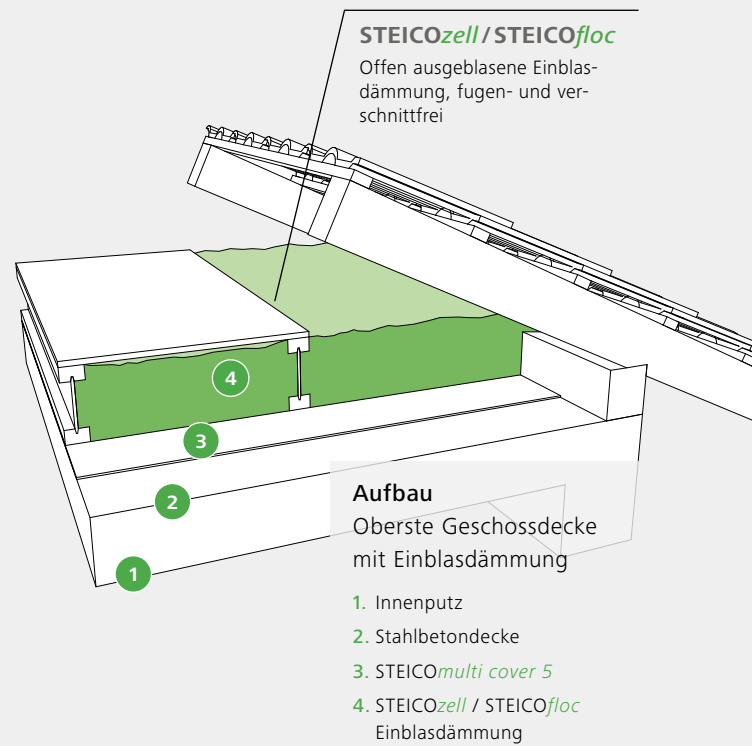 STEICOzell / STEICOfloc
Offen ausgeblasene Einblas-
dämmung, fugen- und ver-
schnittfrei
4
3
2
1
Aufbau
Oberste Geschossdecke
mit Einblasdämmung
1. Innenputz
2. Stahlbetondecke
3. STEICOmulti cover 5
4. STEICOzell / STEICOfloc
Einblasdämmung